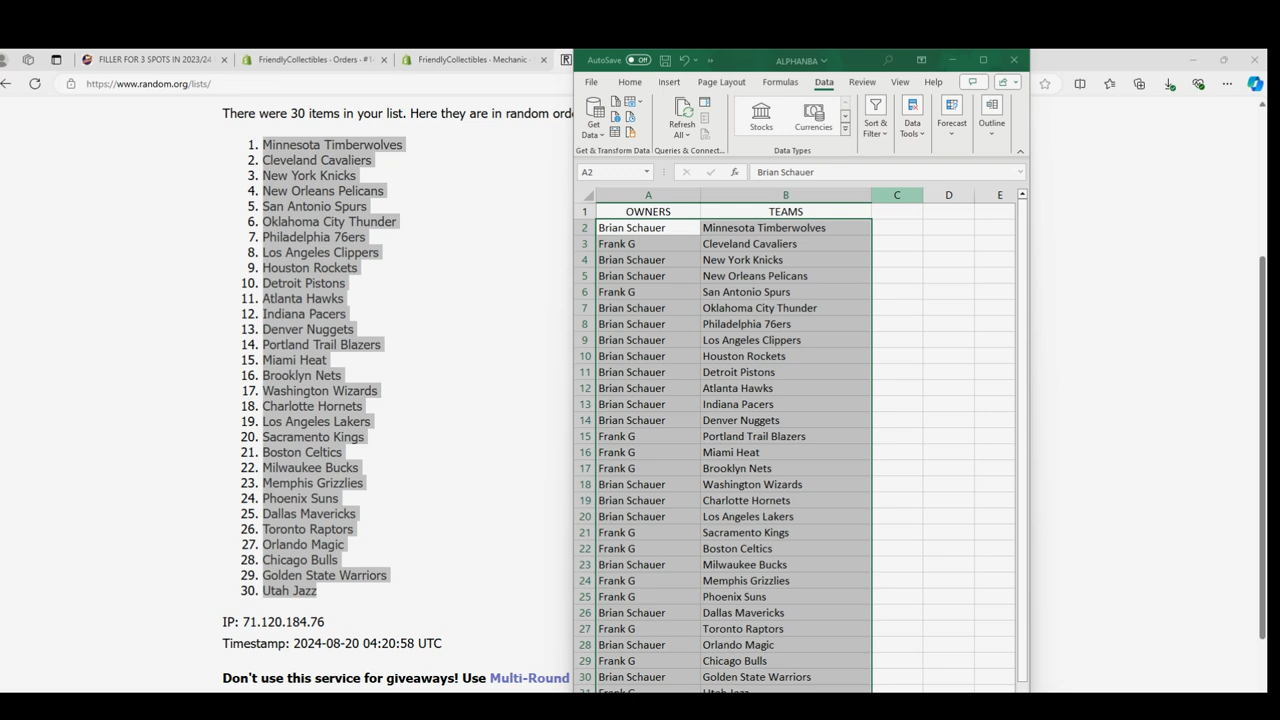 FILLER FOR 3 SPOTS IN 2023/24
FriendlyCollectibles - Orders - #1
FriendlyCollectibles - Mechanic -
https://www.random.org/lists/
There were 30 items in your list. Here they are in random orde
1. Minnesota Timberwolves
2. Cleveland Cavaliers
3. New York Knicks
4. New Orleans Pelicans
5. San Antonio Spurs
6. Oklahoma City Thunder
7. Philadelphia 76ers
8. Los Angeles Clippers
9. Houston Rockets
10. Detroit Pistons
11. Atlanta Hawks
12. Indiana Pacers
13. Denver Nuggets
14. Portland Trail Blazers
15. Miami Heat
16. Brooklyn Nets
17. Washington Wizards
18. Charlotte Hornets
19. Los Angeles Lakers
20. Sacramento Kings
21. Boston Celtics
22. Milwaukee Bucks
23. Memphis Grizzlies
24. Phoenix Suns
25. Dallas Mavericks
26. Toronto Raptors
27. Orlando Magic
28. Chicago Bulls
29. Golden State Warriors
30. Utah Jazz
IP: 71.120.184.76
Timestamp: 2024-08-20 04:20:58 UTC
Don't use this service for giveaways! Use Multi-Round
AutoSave Off ALPHANBA
File Home Insert Page Layout Formulas Data Review View Help
Get Data Refresh All Stocks Currencies Sort & Filter Data Tools Forecast Outline
Get & Transform Data Queries & Connect... Data Types
A2 fx Brian Schauer
A B C D E
1 OWNERS TEAMS
2 Brian Schauer Minnesota Timberwolves
3 Frank G Cleveland Cavaliers
4 Brian Schauer New York Knicks
5 Brian Schauer New Orleans Pelicans
6 Frank G San Antonio Spurs
7 Brian Schauer Oklahoma City Thunder
8 Brian Schauer Philadelphia 76ers
9 Brian Schauer Los Angeles Clippers
10 Brian Schauer Houston Rockets
11 Brian Schauer Detroit Pistons
12 Brian Schauer Atlanta Hawks
13 Brian Schauer Indiana Pacers
14 Brian Schauer Denver Nuggets
15 Frank G Portland Trail Blazers
16 Frank G Miami Heat
17 Frank G Brooklyn Nets
18 Brian Schauer Washington Wizards
19 Brian Schauer Charlotte Hornets
20 Brian Schauer Los Angeles Lakers
21 Frank G Sacramento Kings
22 Frank G Boston Celtics
23 Brian Schauer Milwaukee Bucks
24 Frank G Memphis Grizzlies
25 Frank G Phoenix Suns
26 Brian Schauer Dallas Mavericks
27 Frank G Toronto Raptors
28 Brian Schauer Orlando Magic
29 Frank G Chicago Bulls
30 Brian Schauer Golden State Warriors
31 Frank G Utah Jazz